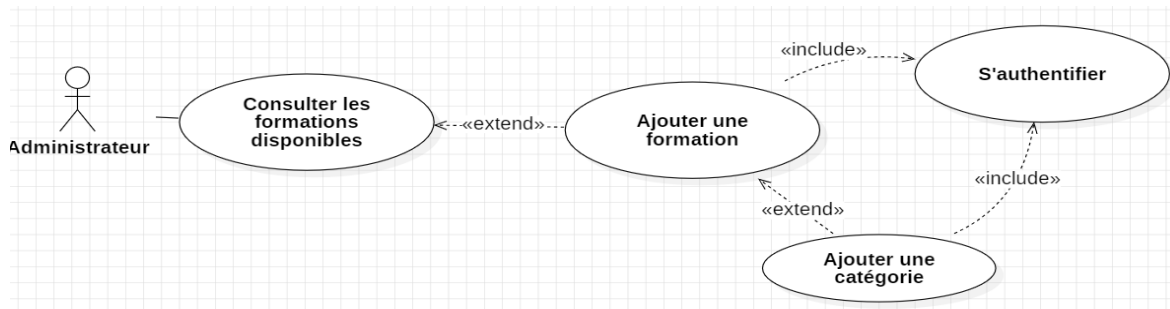 Administrateur
Consulter les
formations
disponibles
«extend»
Ajouter une
formation
«include»
S'authentifier
«extend»
«include»
Ajouter une
catégorie